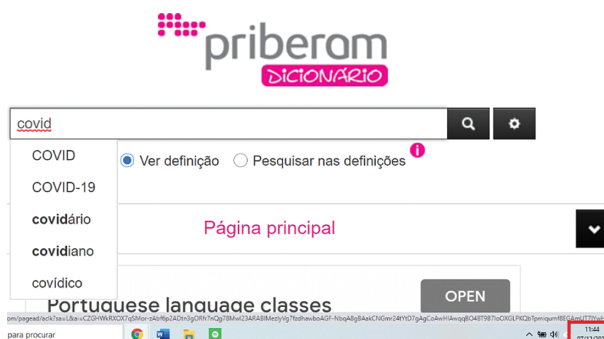 priberam
DICIONÁRIO
covid
COVID
Ver definição
Pesquisar nas definições
i
COVID-19
covidário
Página principal
covidiano
covídico
Portuguese language classes
OPEN
para procurar
11:44